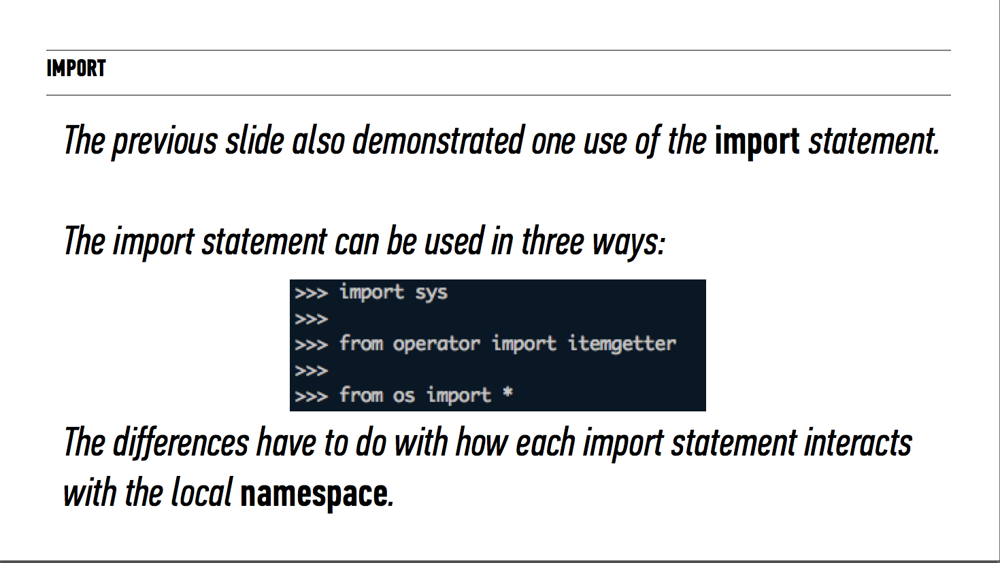 IMPORT
The previous slide also demonstrated one use of the import statement.
The import statement can be used in three ways:
>>> import sys
>>>
>>> from operator import itemgetter
>>>
>>> from os import *
The differences have to do with how each import statement interacts
with the local namespace.